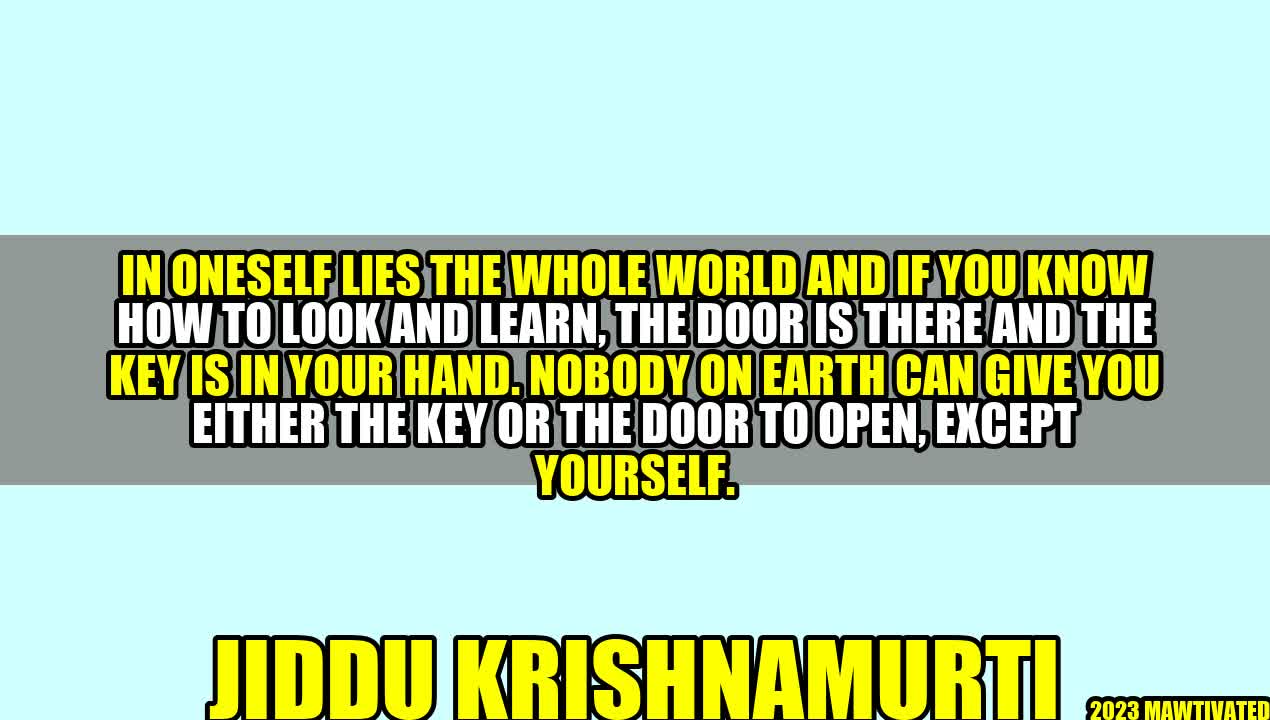 IN ONESELF LIES THE WHOLE WORLD AND IF YOU KNOW
HOW TO LOOK AND LEARN, THE DOOR IS THERE AND THE
KEY IS IN YOUR HAND. NOBODY ON EARTH CAN GIVE YOU
EITHER THE KEY OR THE DOOR TO OPEN, EXCEPT
YOURSELF.
JIDDU KRISHNAMURTI
2023 MAWTIVATED